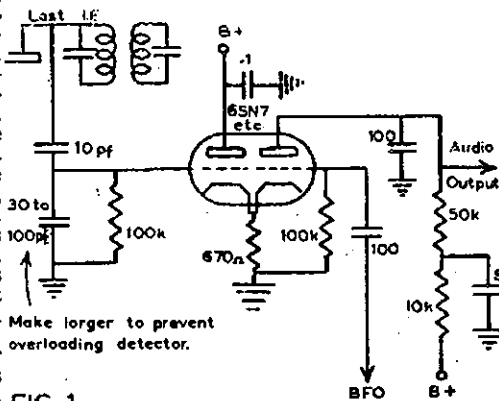 Last I.F.
B+
.1
6SN7
etc
10 pf
100
Audio
Output
30 to
100pf
100k
670Ω
100k
100
50k
10k
8
Make larger to prevent
overloading detector.
BFO
B+
FIG 1